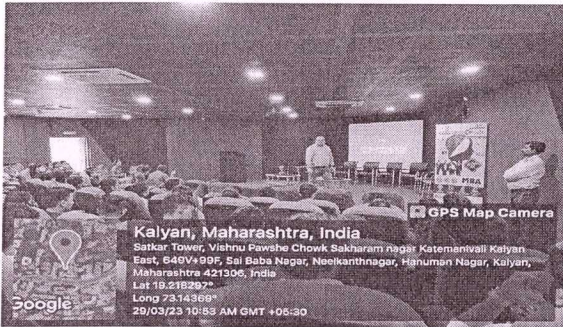 GPS Map Camera
Kalyan, Maharashtra, India
Satkar Tower, Vishnu Pawshe Chowk Sakharam nagar Katemanivali Kalyan
East, 649V+99F, Sai Baba Nagar, Neelkanthnagar, Hanuman Nagar, Kalyan,
Maharashtra 421306, India
Lat 19.218297°
Long 73.14369°
29/03/23 10:53 AM GMT +05:30
Google
MRA